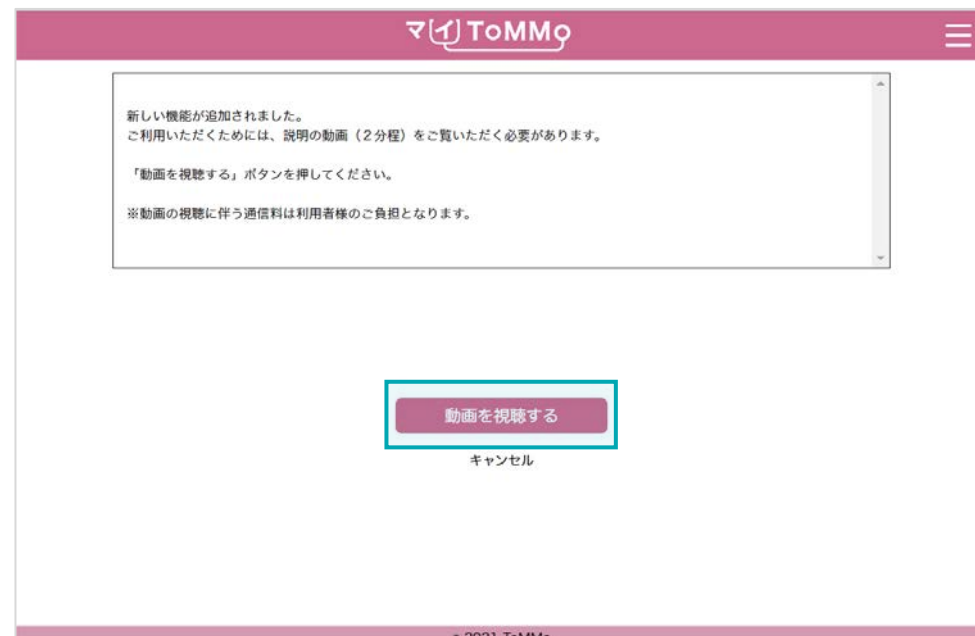 マイToMMo
新しい機能が追加されました。
ご利用いただくためには、説明の動画（２分程）をご覧いただく必要があります。
「動画を視聴する」ボタンを押してください。
※動画の視聴に伴う通信料は利用者様のご負担となります。
動画を視聴する
キャンセル
© 2021 ToMMo